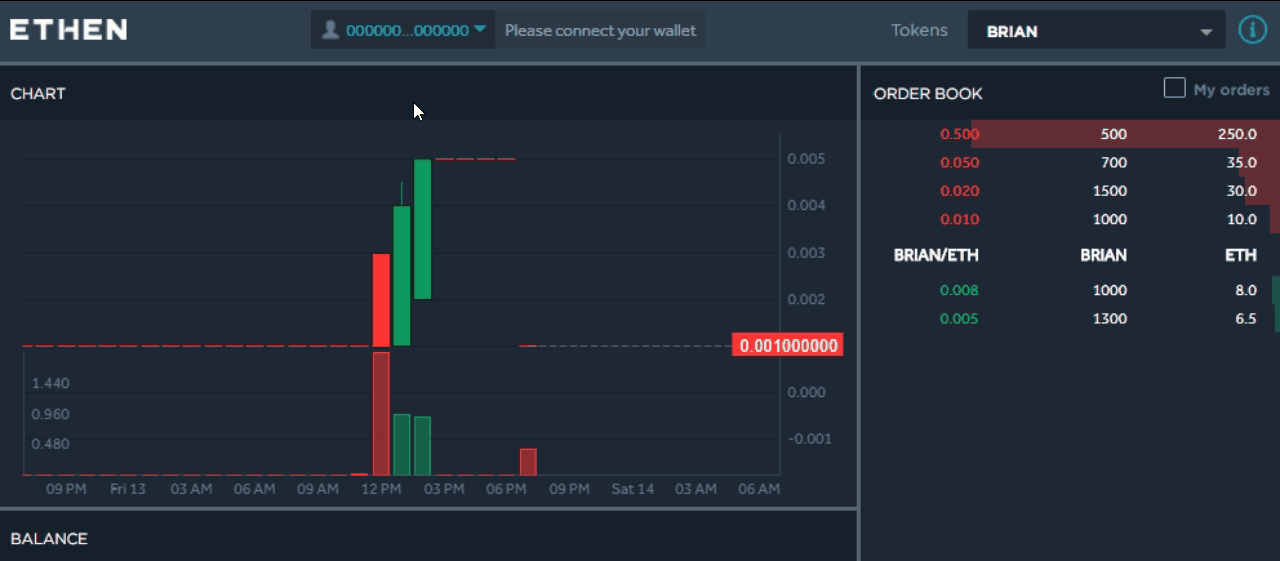 ETHEN
000000...000000
Please connect your wallet
Tokens
BRIAN
CHART
0.005
0.004
0.003
0.002
0.001000000
0.000
-0.001
1.440
0.960
0.480
09 PM Fri 13 03 AM 06 AM 09 AM 12 PM 03 PM 06 PM 09 PM Sat 14 03 AM 06 AM
BALANCE
ORDER BOOK
My orders
0.500 500 250.0
0.050 700 35.0
0.020 1500 30.0
0.010 1000 10.0
BRIAN/ETH BRIAN ETH
0.008 1000 8.0
0.005 1300 6.5